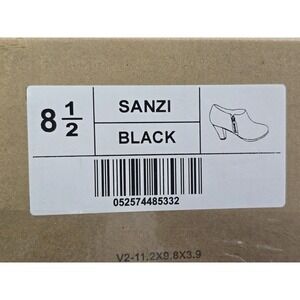 8 1/2
SANZI
BLACK
052574485332
V2-11.2X9.8X3.9